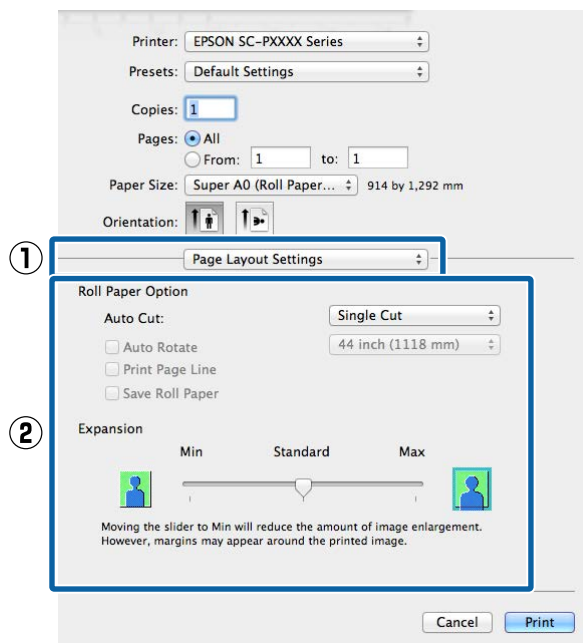 Printer: EPSON SC-PXXXX Series
Presets: Default Settings
Copies: 1
Pages: All
From: 1 to: 1
Paper Size: Super A0 (Roll Paper... 914 by 1,292 mm
Orientation:
① Page Layout Settings
Roll Paper Option
Auto Cut: Single Cut
Auto Rotate 44 inch (1118 mm)
Print Page Line
Save Roll Paper
②
Expansion
Min Standard Max
Moving the slider to Min will reduce the amount of image enlargement.
However, margins may appear around the printed image.
Cancel Print